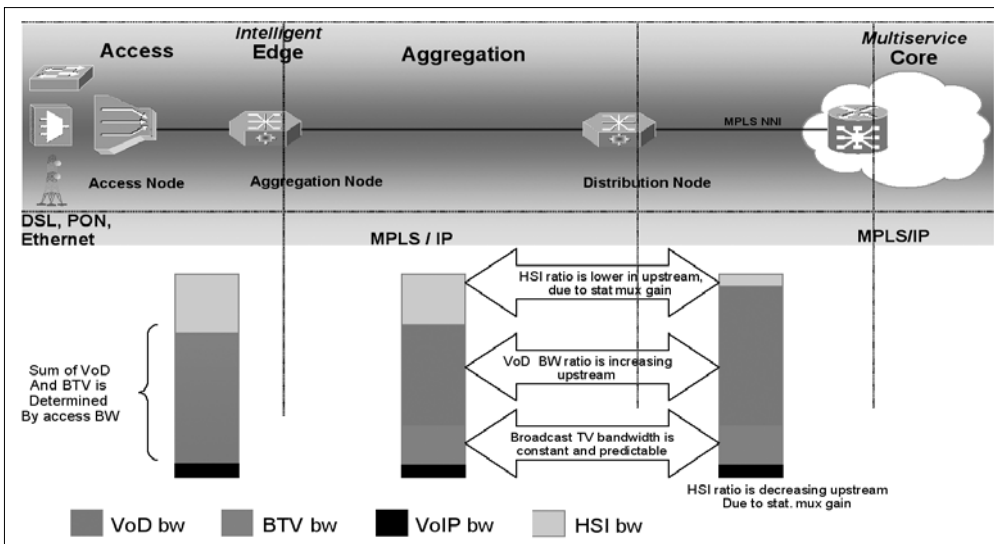 Access
Intelligent
Edge
Aggregation
Multiservice
Core
MPLS NNI
Access Node
Aggregation Node
Distribution Node
DSL, PON,
Ethernet
MPLS / IP
MPLS/IP
HSI ratio is lower in upstream,
due to stat mux gain
Sum of VoD
And BTV is
Determined
By access BW
VoD BW ratio is increasing
upstream
Broadcast TV bandwidth is
constant and predictable
HSI ratio is decreasing upstream
Due to stat. mux gain
VoD bw
BTV bw
VoIP bw
HSI bw